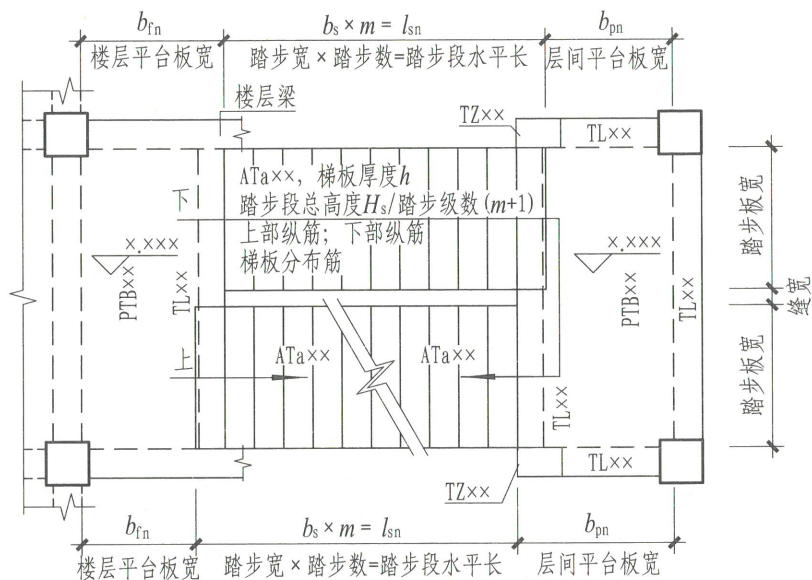 b_fn
b_s × m = l_sn
b_pn
楼层平台板宽
踏步宽 × 踏步数=踏步段水平长
层间平台板宽
楼层梁
TZ××
TL××
ATa××, 梯板厚度h
踏步段总高度H_s/踏步级数(m+1)
上部纵筋; 下部纵筋
梯板分布筋
下
×.×××
PTB××
TL××
×.×××
PTB××
TL××
踏步板宽
缝宽
踏步板宽
上
ATa××
ATa××
TL××
TL××
TZ××
b_fn
b_s × m = l_sn
b_pn
楼层平台板宽
踏步宽 × 踏步数=踏步段水平长
层间平台板宽